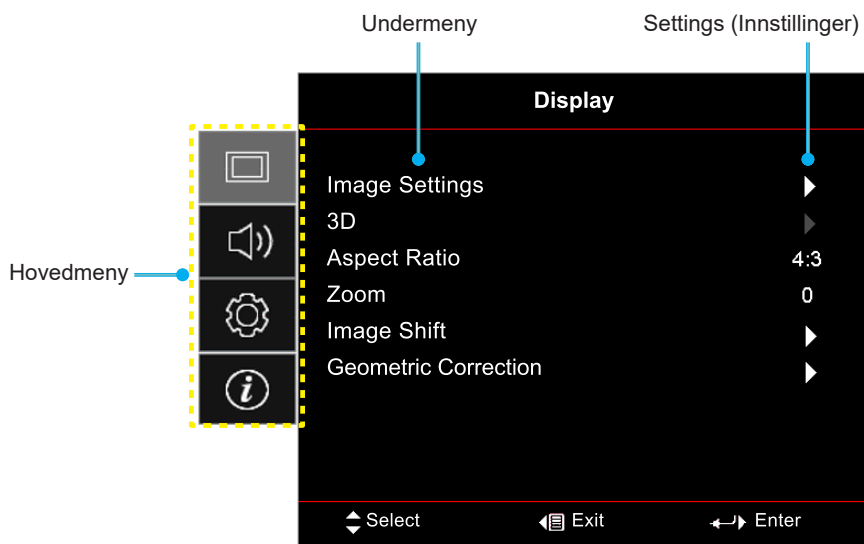 Undermeny Settings (Innstillinger)
Display
Image Settings
3D
Aspect Ratio 4:3
Hovedmeny
Zoom 0
Image Shift
Geometric Correction
Select Exit Enter